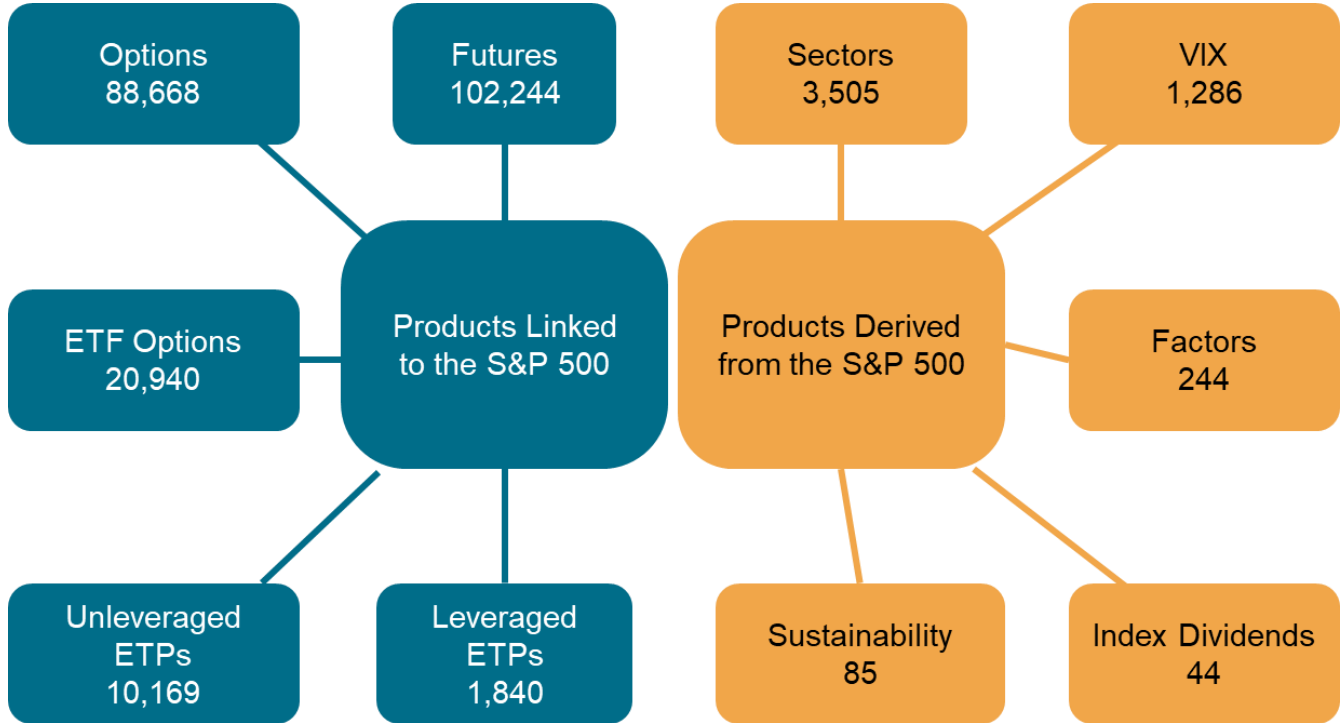 Options
88,668
Futures
102,244
Sectors
3,505
VIX
1,286
ETF Options
20,940
Products Linked
to the S&P 500
Products Derived
from the S&P 500
Factors
244
Unleveraged
ETPs
10,169
Leveraged
ETPs
1,840
Sustainability
85
Index Dividends
44